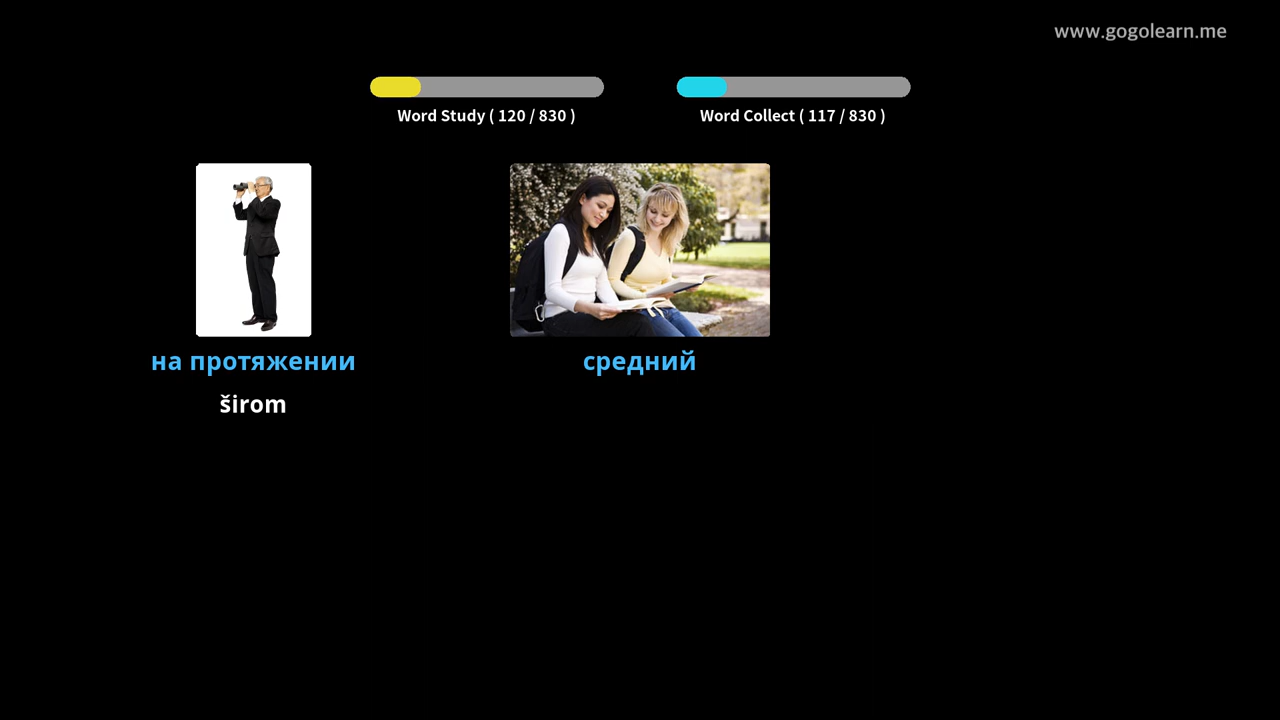 www.gogolearn.me
Word Study ( 120 / 830 )
Word Collect ( 117 / 830 )
на протяжении
средний
širom